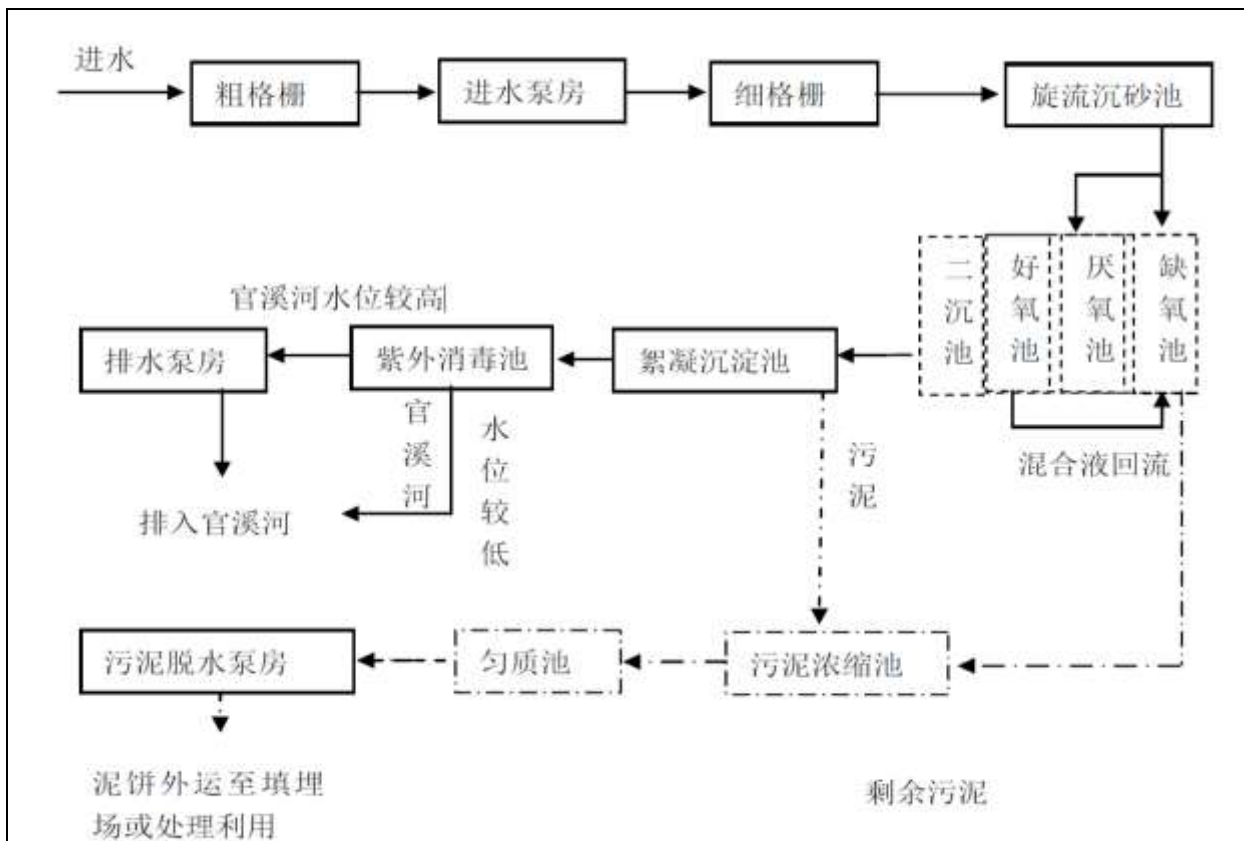 进水
粗格栅
进水泵房
细格栅
旋流沉砂池
二沉池
好氧池
厌氧池
缺氧池
官溪河水位较高
排水泵房
紫外消毒池
絮凝沉淀池
官溪河
水位较低
污泥
混合液回流
排入官溪河
污泥脱水泵房
匀质池
污泥浓缩池
泥饼外运至填埋
场或处理利用
剩余污泥